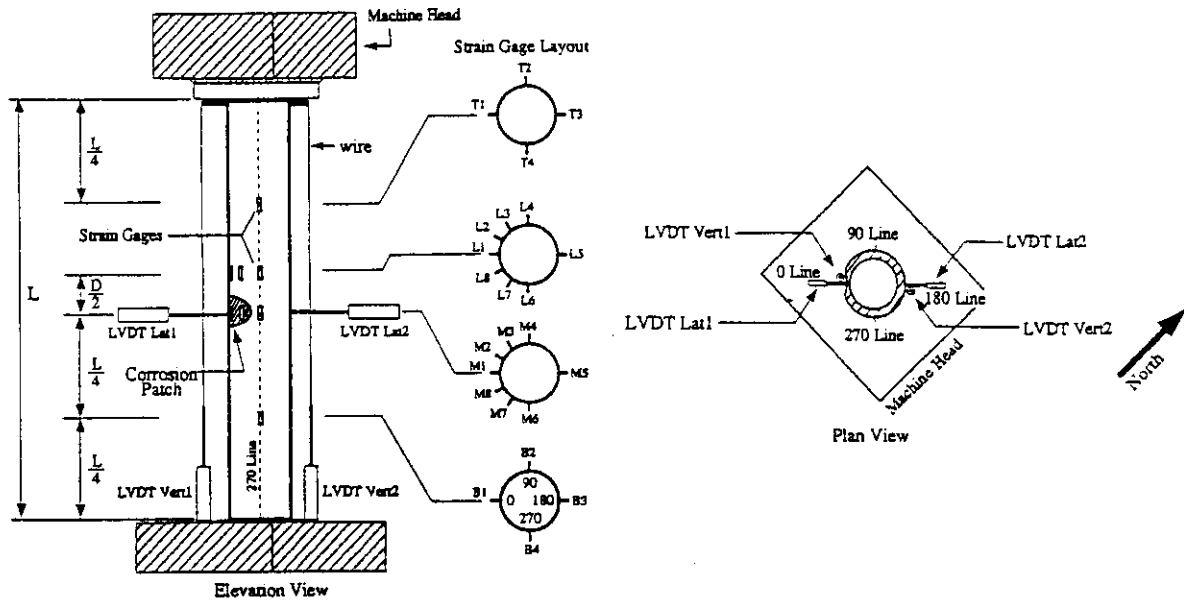 Machine Head
Strain Gage Layout
T2
T1
T3
T4
L
4
wire
Strain Gages
L4
L3
L2
L1
L5
L8
L7
L6
D
2
L
LVDT Lat1
LVDT Lat2
M4
M3
M2
M1
M5
M8
M7
M6
L
4
Corrosion
Patch
L
4
270 Line
LVDT Vert1
LVDT Vert2
B2
B1
90
0
180
B3
270
B4
Elevation View
LVDT Vert1
90 Line
LVDT Lat2
0 Line
180 Line
LVDT Lat1
270 Line
LVDT Vert2
Machine Head
North
Plan View